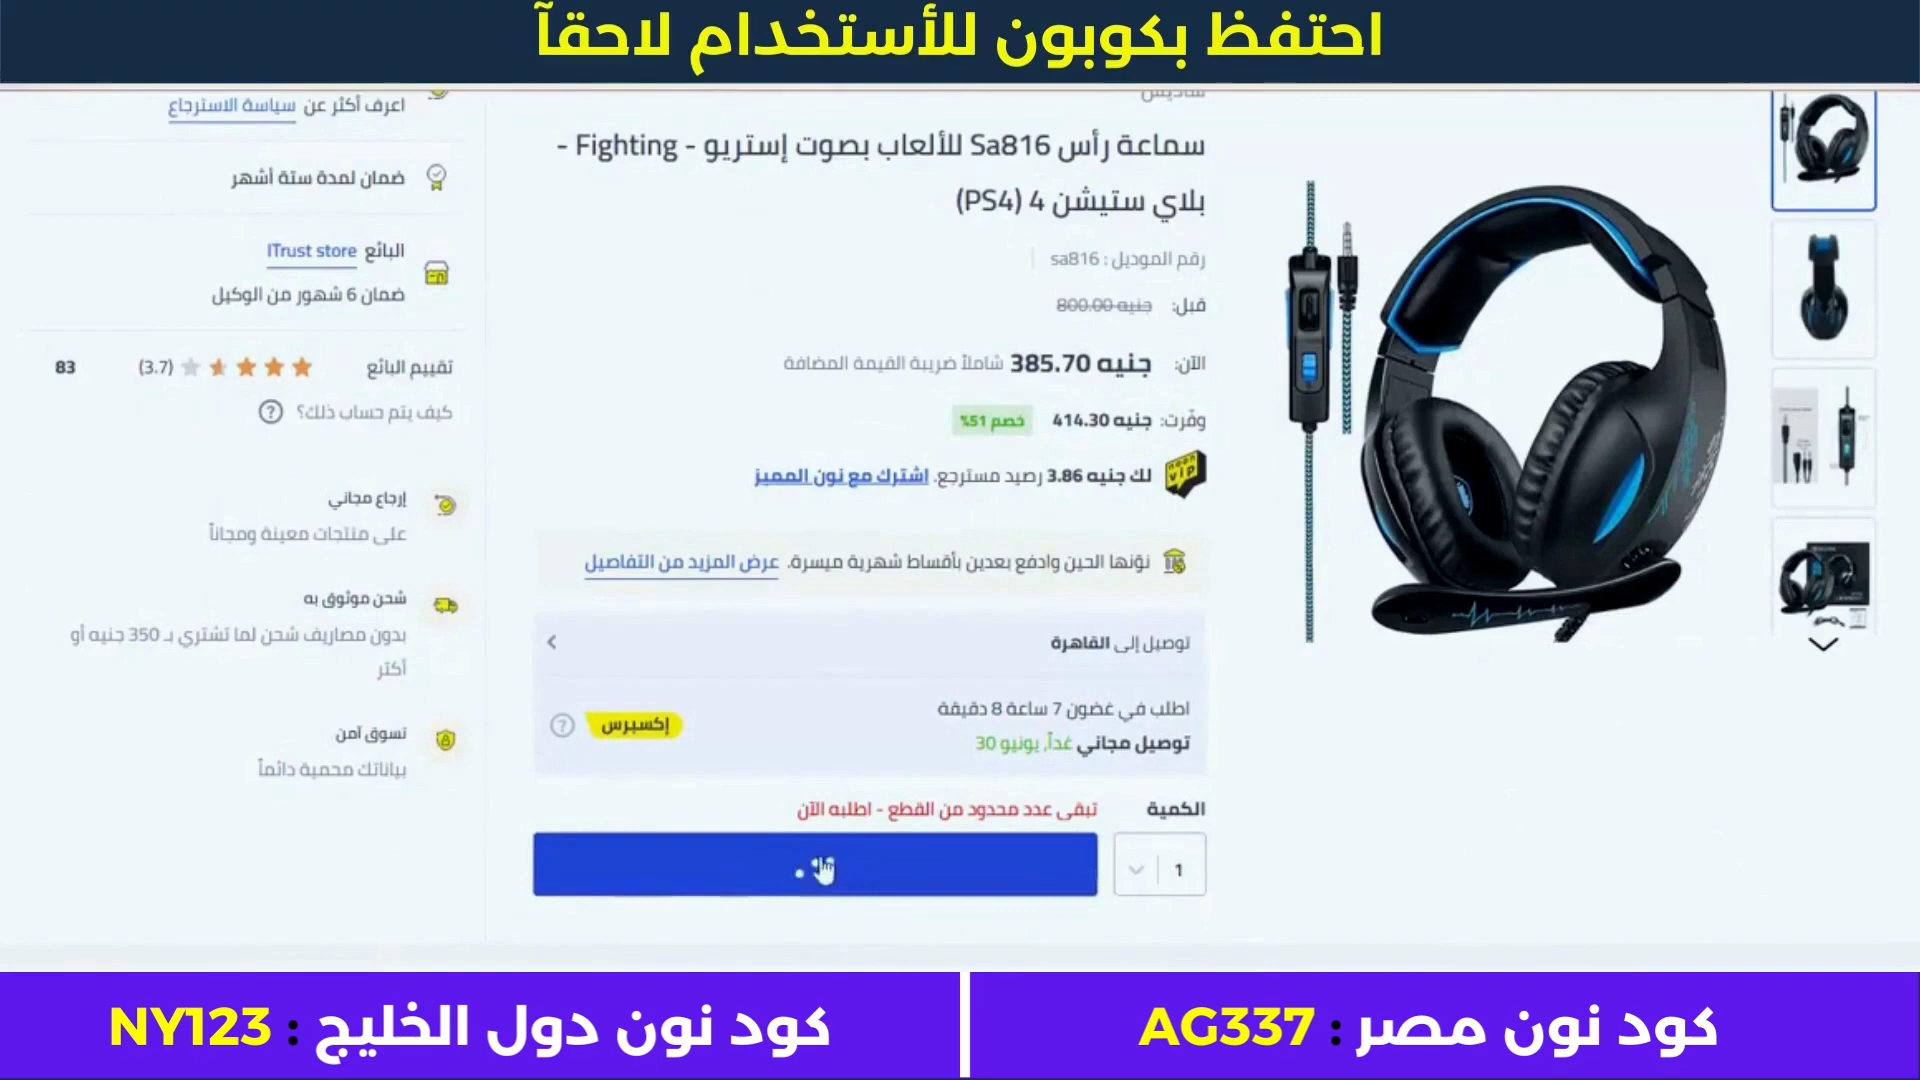 احتفظ بكوبون للأستخدام لاحقآ
سماعة رأس Sa816 للألعاب بصوت إستريو - Fighting -
بلاي ستيشن 4 (PS4)
رقم الموديل : sa816
قبل: جنيه 800.00
الآن: جنيه 385.70 شاملاً ضريبة القيمة المضافة
وفّرت: جنيه 414.30 خصم 51%
noon vip
لك جنيه 3.86 رصيد مسترجع. اشترك مع نون المميز
نوّنها الحين وادفع بعدين بأقساط شهرية ميسرة. عرض المزيد من التفاصيل
توصيل إلى القاهرة
اطلب في غضون 7 ساعة 8 دقيقة
توصيل مجاني غداً, يونيو 30
إكسبرس
الكمية
تبقى عدد محدود من القطع - اطلبه الآن
1
اعرف أكثر عن سياسة الاسترجاع
ضمان لمدة ستة أشهر
البائع ITrust store
ضمان 6 شهور من الوكيل
تقييم البائع (3.7) 83
كيف يتم حساب ذلك؟
إرجاع مجاني
على منتجات معينة ومجاناً
شحن موثوق به
بدون مصاريف شحن لما تشتري بـ 350 جنيه أو
أكثر
تسوق آمن
بياناتك محمية دائماً
كود نون مصر : AG337
كود نون دول الخليج : NY123